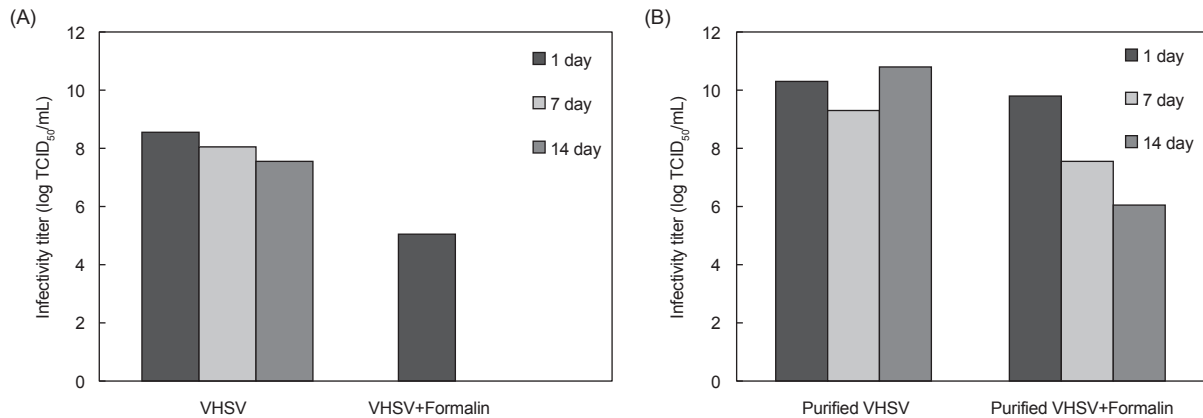 (A)
12
10
8
6
4
2
0
Infectivity titer (log TCID50/mL)
1 day
7 day
14 day
VHSV
VHSV+Formalin
(B)
12
10
8
6
4
2
0
Infectivity titer (log TCID50/mL)
1 day
7 day
14 day
Purified VHSV
Purified VHSV+Formalin